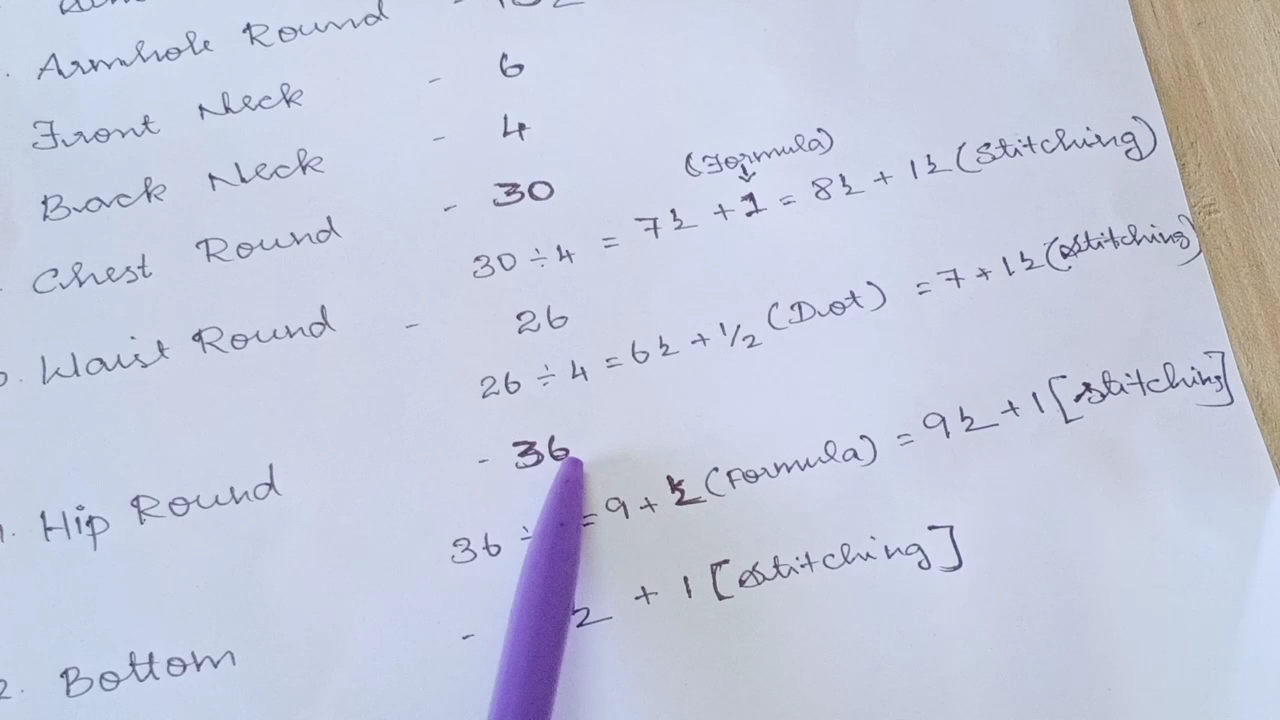 Armhole Round -
Front Neck - 6
Back Neck - 4
Chest Round - 30
(Formula)
30 ÷ 4 = 7½ + 1 = 8½ + 1½ (Stitching)
Waist Round - 26
26 ÷ 4 = 6½ + 1/2 (Dot) = 7 + 1½ (Stitching)
Hip Round - 36
36 ÷ = 9 + ½ (Formula) = 9½ + 1 [Stitching]
Bottom - + 1 [Stitching]